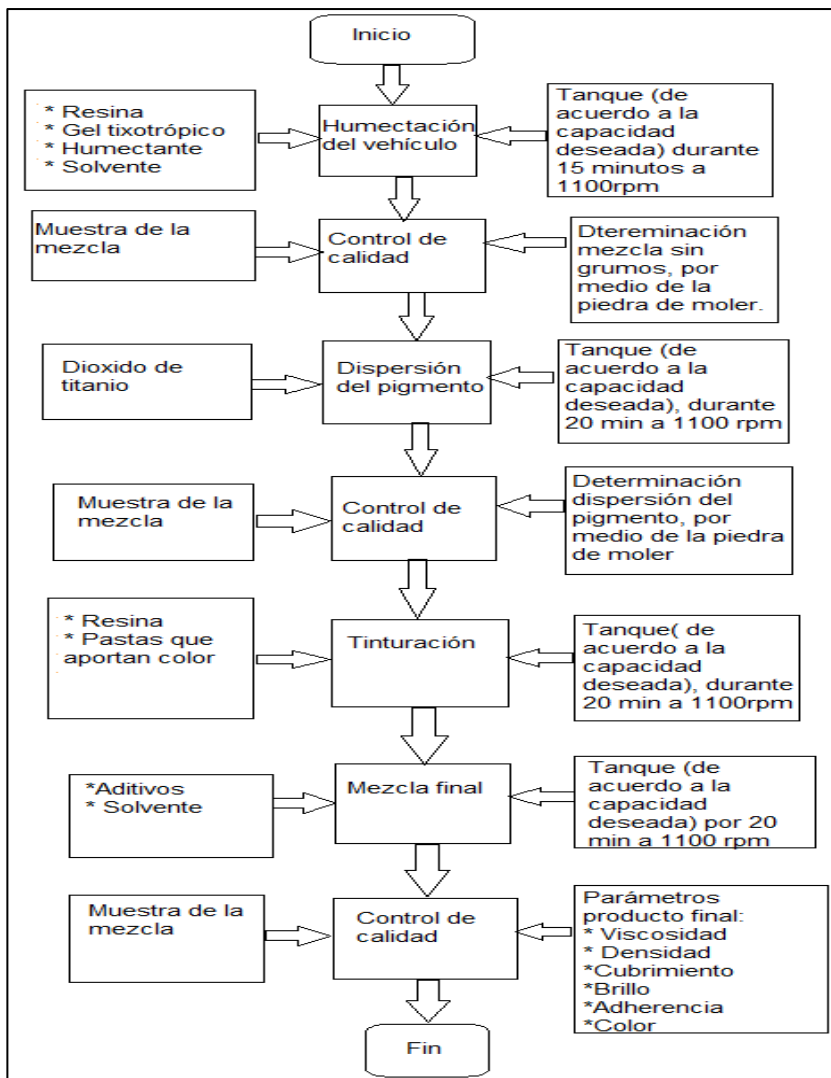 Inicio
* Resina
* Gel tixotrópico
* Humectante
* Solvente
Humectación
del vehículo
Tanque (de
acuerdo a la
capacidad
deseada) durante
15 minutos a
1100rpm
Muestra de la
mezcla
Control de
calidad
Dtereminación
mezcla sin
grumos, por
medio de la
piedra de moler.
Dioxido de
titanio
Dispersión
del pigmento
Tanque (de
acuerdo a la
capacidad
deseada), durante
20 min a 1100 rpm
Muestra de la
mezcla
Control de
calidad
Determinación
dispersión del
pigmento, por
medio de la piedra
de moler
* Resina
* Pastas que
aportan color
Tinturación
Tanque( de
acuerdo a la
capacidad
deseada), durante
20 min a 1100rpm
*Aditivos
* Solvente
Mezcla final
Tanque (de
acuerdo a la
capacidad
deseada) por 20
min a 1100 rpm
Muestra de la
mezcla
Control de
calidad
Parámetros
producto final:
* Viscosidad
* Densidad
*Cubrimiento
*Brillo
*Adherencia
*Color
Fin